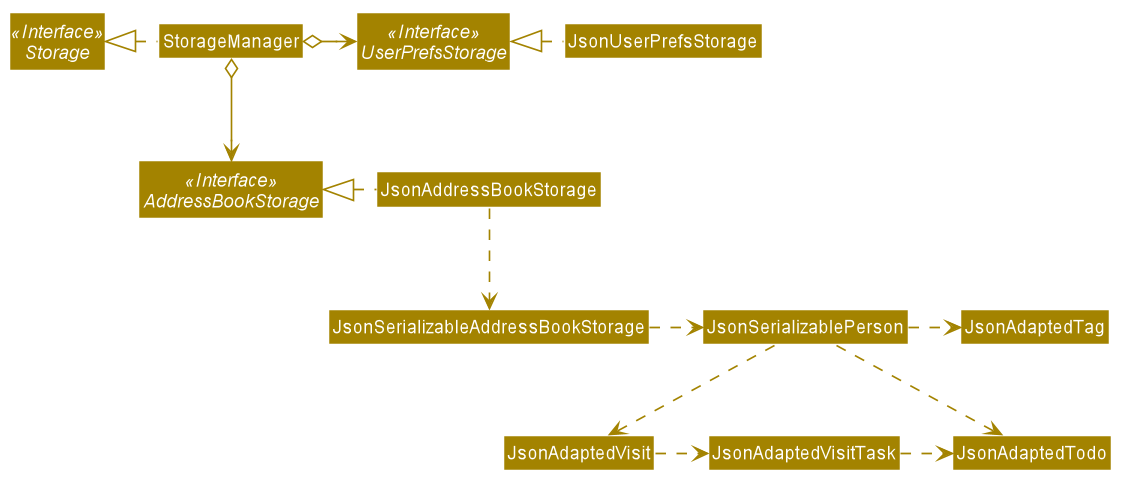 «Interface»
Storage
StorageManager
«Interface»
UserPrefsStorage
JsonUserPrefsStorage
«Interface»
AddressBookStorage
JsonAddressBookStorage
JsonSerializableAddressBookStorage
JsonSerializablePerson
JsonAdaptedTag
JsonAdaptedVisit
JsonAdaptedVisitTask
JsonAdaptedTodo